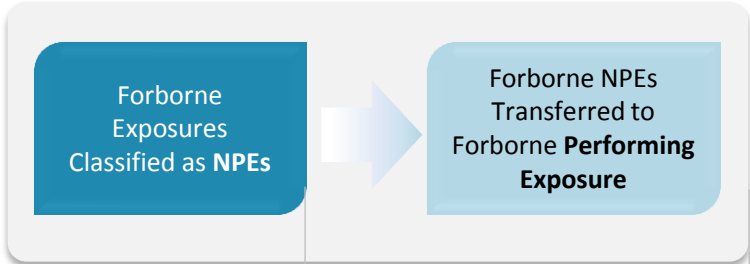 Forborne
Exposures
Classified as NPEs
Forborne NPEs
Transferred to
Forborne Performing
Exposure